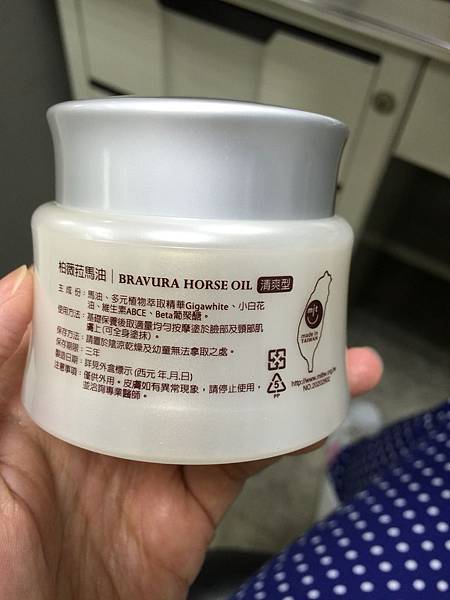 柏薇菈馬油 | BRAVURA HORSE OIL 清爽型
主 成 份：馬油、多元植物萃取精華Gigawhite、小白花
油、維生素ABCE、Beta葡聚醣。
使用方法：基礎保養後取適量均勻按摩塗於臉部及頸部肌
膚上(可全身塗抹)。
保存方法：請置於陰涼乾燥及幼童無法拿取之處。
保存期限：三年
製造日期：詳見外盒標示 (西元 年.月.日)
注意事項：僅供外用。皮膚如有異常現象，請停止使用，
並洽詢專業醫師。
mit
made in
TAIWAN
5
PP
http://www.mittw.org.tw